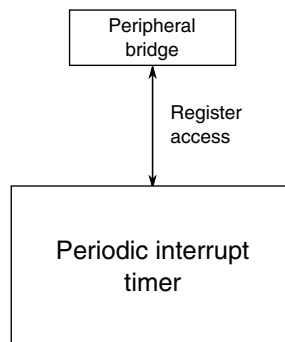 Peripheral
bridge
Register
access
Periodic interrupt
timer